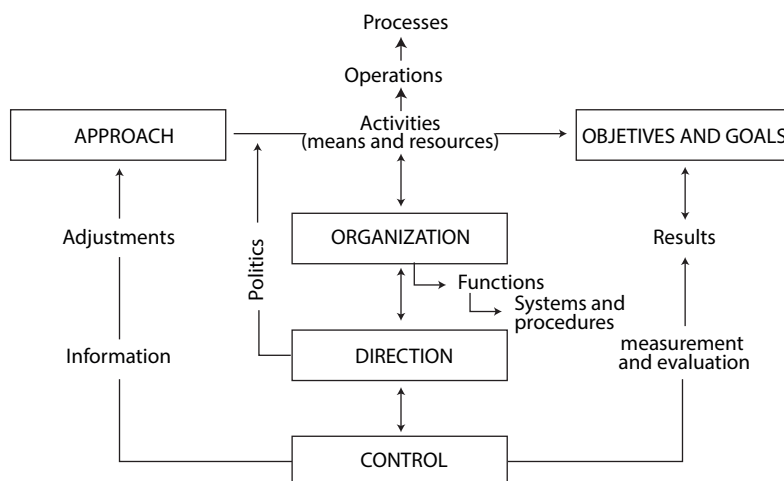 Processes
Operations
Activities
(means and resources)
APPROACH
OBJETIVES AND GOALS
Adjustments
Politics
ORGANIZATION
Results
Functions
Systems and
procedures
Information
DIRECTION
measurement
and evaluation
CONTROL